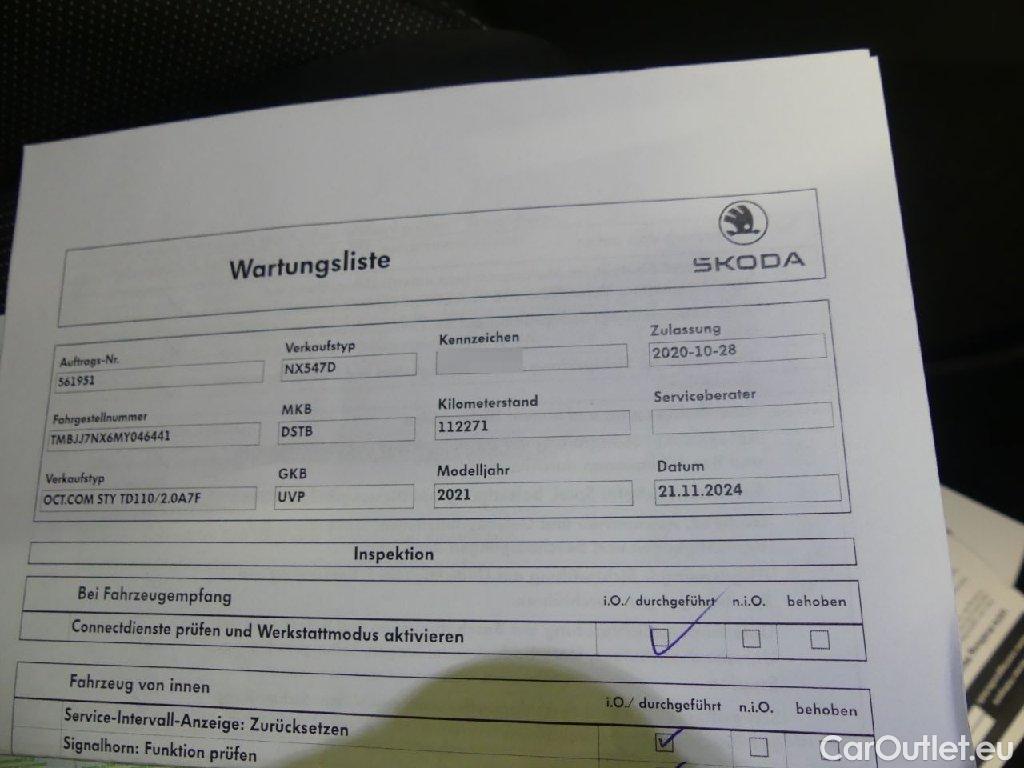 Wartungsliste
SKODA
Auftrags-Nr. Verkaufstyp Kennzeichen Zulassung
561951 NX547D 2020-10-28
Fahrgestellnummer MKB Kilometerstand Serviceberater
TMBJJ7NX6MY046441 DSTB 112271
Verkaufstyp GKB Modelljahr Datum
OCT.COM STY TD110/2.0A7F UVP 2021 21.11.2024
Inspektion
Bei Fahrzeugempfang i.O./ durchgeführt n.i.O. behoben
Connectdienste prüfen und Werkstattmodus aktivieren
Fahrzeug von innen i.O./ durchgeführt n.i.O. behoben
Service-Intervall-Anzeige: Zurücksetzen
Signalhorn: Funktion prüfen
CarOutlet.eu